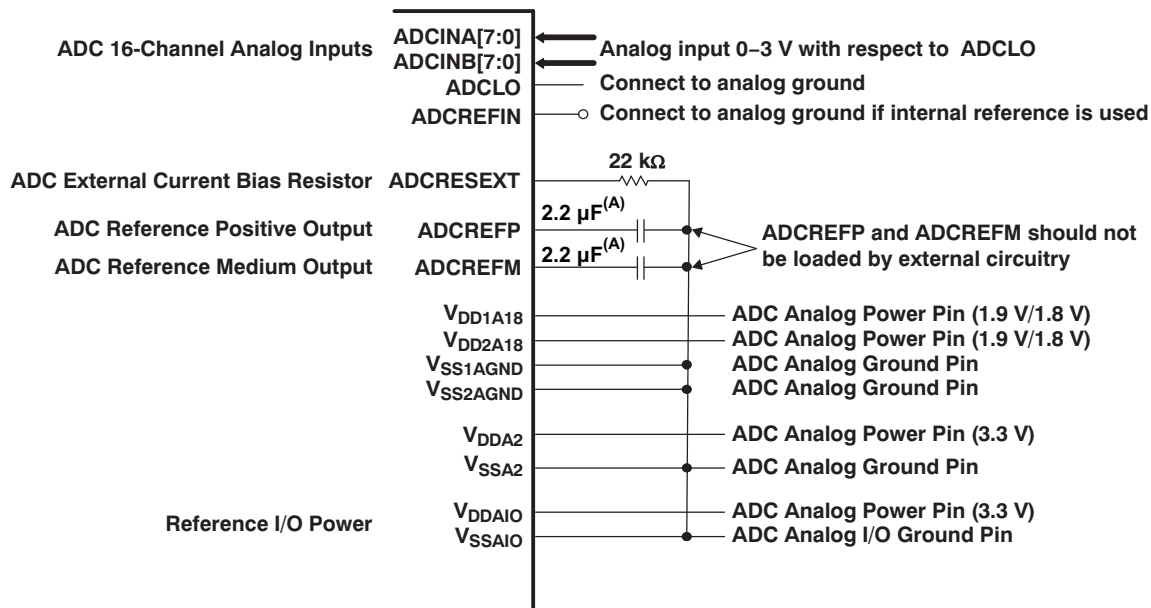 ADC 16-Channel Analog Inputs
ADCINA[7:0]
ADCINB[7:0]
Analog input 0–3 V with respect to ADCLO
ADCLO
Connect to analog ground
ADCREFIN
Connect to analog ground if internal reference is used
22 kΩ
ADC External Current Bias Resistor ADCRESEXT
2.2 µF(A)
ADC Reference Positive Output ADCREFP
2.2 µF(A)
ADC Reference Medium Output ADCREFM
ADCREFP and ADCREFM should not
be loaded by external circuitry
VDD1A18 ADC Analog Power Pin (1.9 V/1.8 V)
VDD2A18 ADC Analog Power Pin (1.9 V/1.8 V)
VSS1AGND ADC Analog Ground Pin
VSS2AGND ADC Analog Ground Pin
VDDA2 ADC Analog Power Pin (3.3 V)
VSSA2 ADC Analog Ground Pin
Reference I/O Power
VDDAIO ADC Analog Power Pin (3.3 V)
VSSAIO ADC Analog I/O Ground Pin